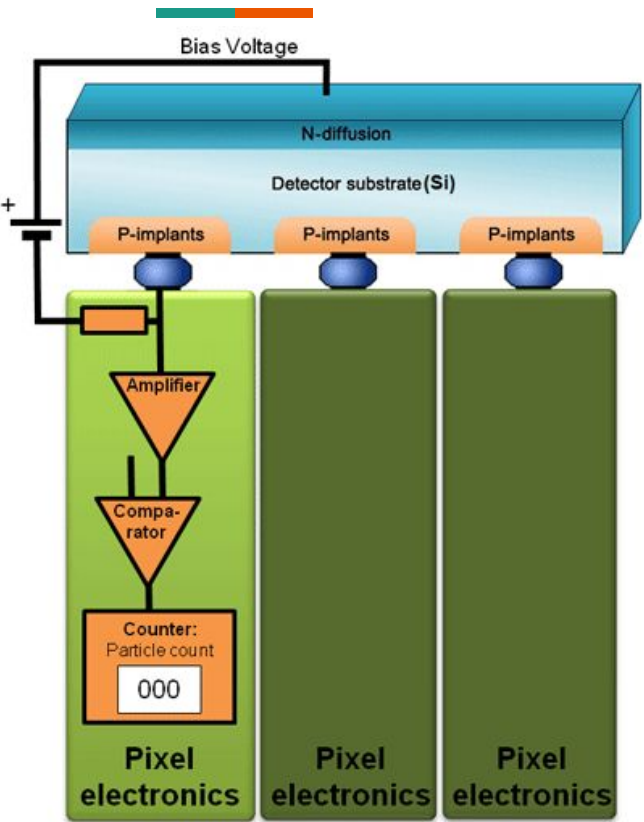 Bias Voltage
N-diffusion
Detector substrate(Si)
+
P-implants P-implants P-implants
Amplifier
Compa-
rator
Counter:
Particle count
000
Pixel Pixel Pixel
electronics electronics electronics